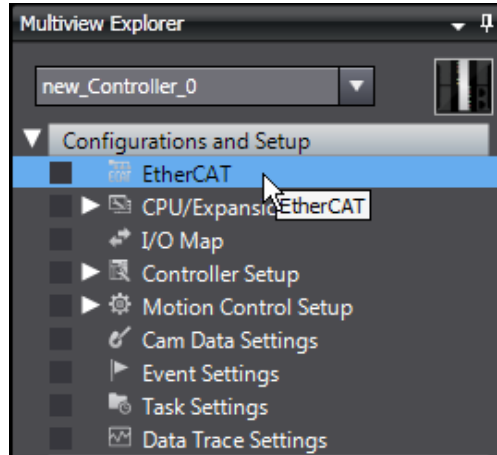 Multiview Explorer
new_Controller_0
Configurations and Setup
EtherCAT
CPU/Expansi EtherCAT
I/O Map
Controller Setup
Motion Control Setup
Cam Data Settings
Event Settings
Task Settings
Data Trace Settings